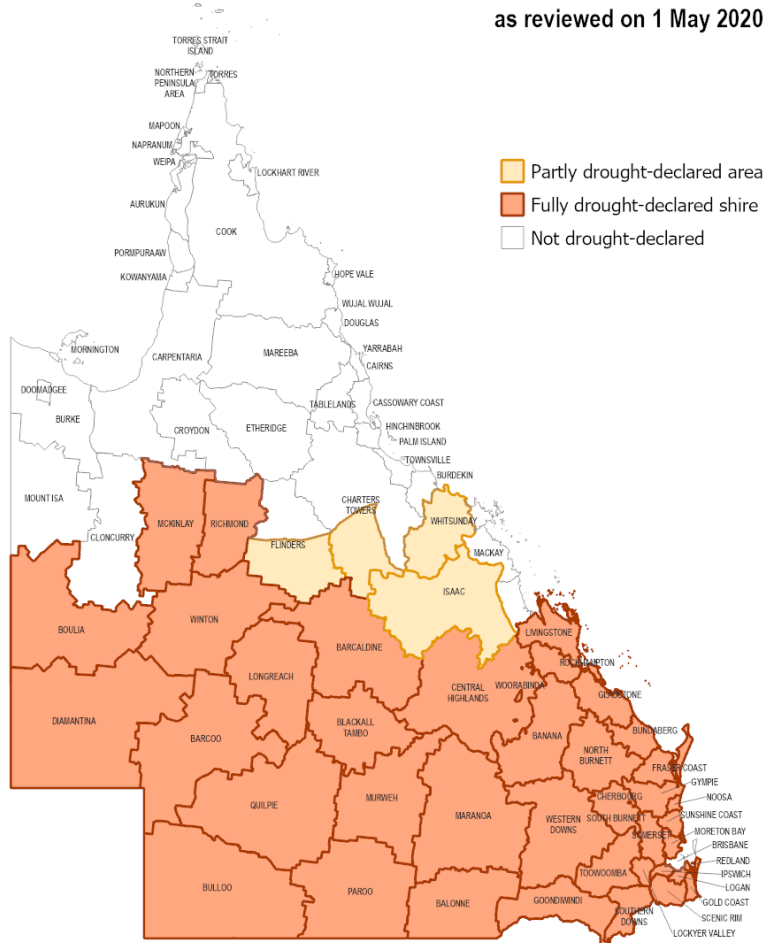 as reviewed on 1 May 2020
Partly drought-declared area
Fully drought-declared shire
Not drought-declared
TORRES STRAIT
ISLAND
NORTHERN
PENINSULA
AREA
TORRES
MAPOON
NAPRANUM
WEIPA
LOCKHART RIVER
AURUKUN
COOK
PORMPURAAW
KOWANYAMA
HOPE VALE
WUJAL WUJAL
DOUGLAS
MORNINGTON
CARPENTARIA
MAREEBA
YARRABAH
CAIRNS
DOOMADGEE
BURKE
CROYDON
ETHERIDGE
TABLELANDS
CASSOWARY COAST
HINCHINBROOK
PALM ISLAND
TOWNSVILLE
BURDEKIN
MOUNT ISA
CLONCURRY
MCKINLAY
RICHMOND
CHARTERS
TOWERS
WHITSUNDAY
FLINDERS
MACKAY
ISAAC
BOULIA
WINTON
LIVINGSTONE
BARCALDINE
ROCKHAMPTON
LONGREACH
CENTRAL
HIGHLANDS
WOORABINDA
GLADSTONE
DIAMANTINA
BARCOO
BLACKALL
TAMBO
BANANA
BUNDABERG
NORTH
BURNETT
FRASER COAST
GYMPIE
QUILPIE
MURWEH
MARANOA
CHERBOURG
NOOSA
WESTERN
DOWNS
SOUTH BURNETT
SUNSHINE COAST
SOMERSET
MORETON BAY
BRISBANE
REDLAND
IPSWICH
LOGAN
TOOWOOMBA
BULLOO
PAROO
BALONNE
GOONDIWINDI
SOUTHERN
DOWNS
GOLD COAST
SCENIC RIM
LOCKYER VALLEY